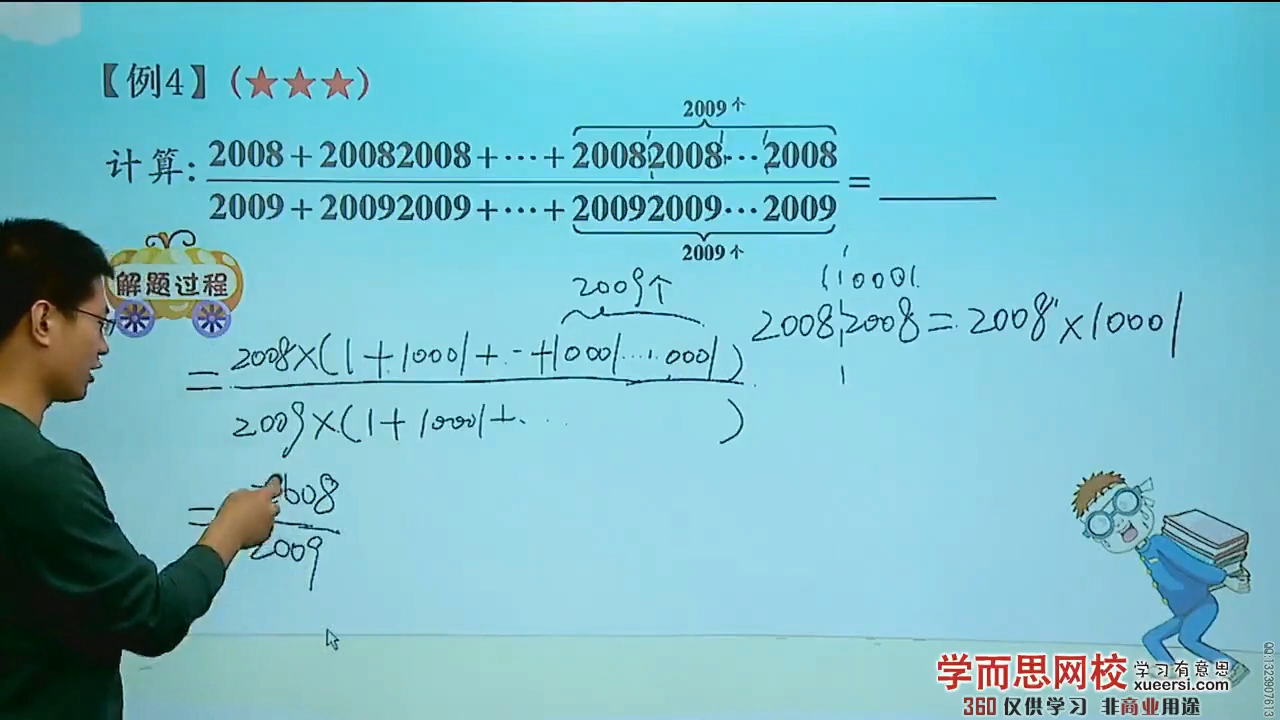 【例4】(★★★)
2009个
计算: 2008+20082008+···+20082008···2008
2009+20092009+···+20092009···2009 = ______
2009个
解题过程
2009个
10001
20082008=2008×10001
= 2008×(1+10001+···+10001···0001)
2009×(1+10001+··· )
= 2008
2009
学而思网校 学习有意思
xueersi.com
360 仅供学习 非商业用途
QQ:1323907613